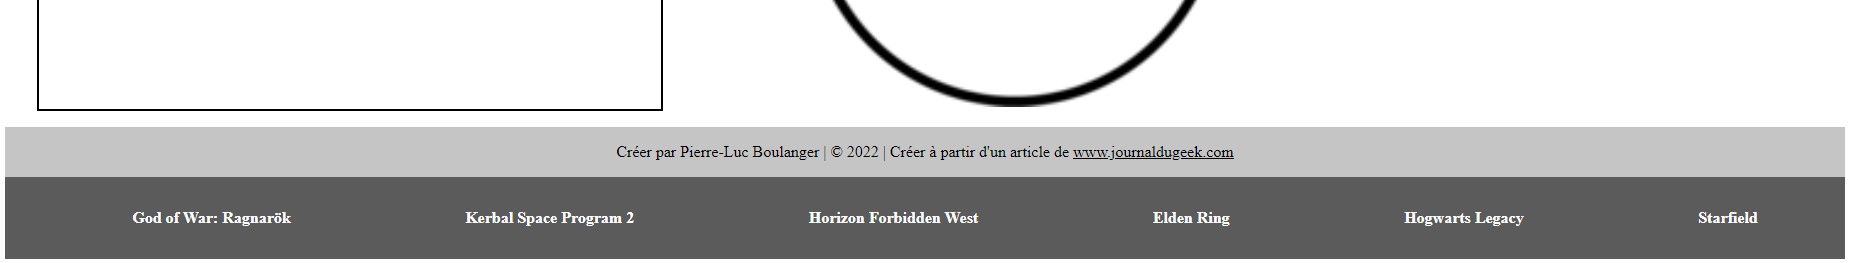 Créer par Pierre-Luc Boulanger | © 2022 | Créer à partir d'un article de www.journaldugeek.com
God of War: Ragnarök Kerbal Space Program 2 Horizon Forbidden West Elden Ring Hogwarts Legacy Starfield